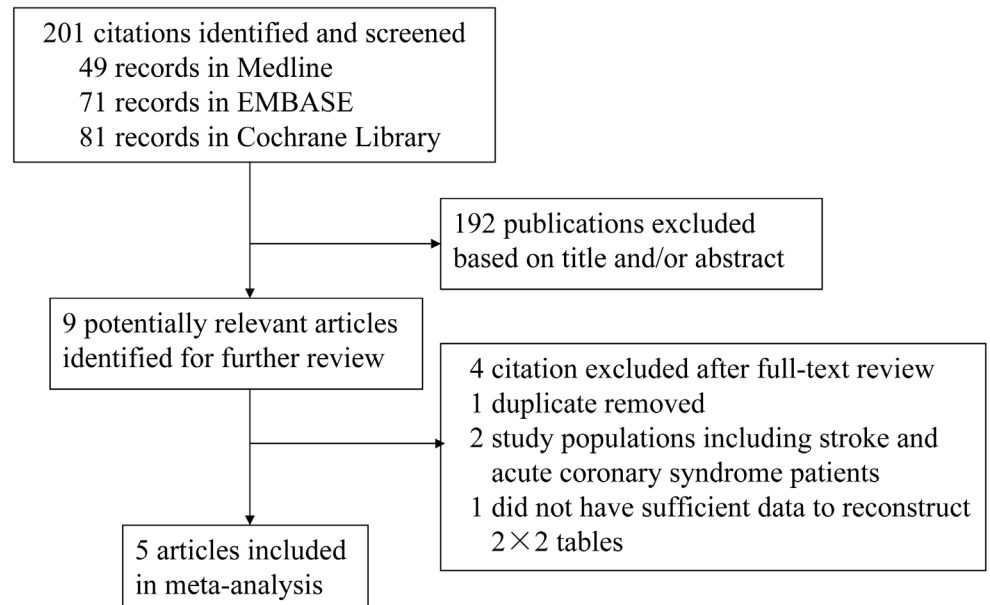 201 citations identified and screened
49 records in Medline
71 records in EMBASE
81 records in Cochrane Library
192 publications excluded
based on title and/or abstract
9 potentially relevant articles
identified for further review
4 citation excluded after full-text review
1 duplicate removed
2 study populations including stroke and
acute coronary syndrome patients
1 did not have sufficient data to reconstruct
2×2 tables
5 articles included
in meta-analysis